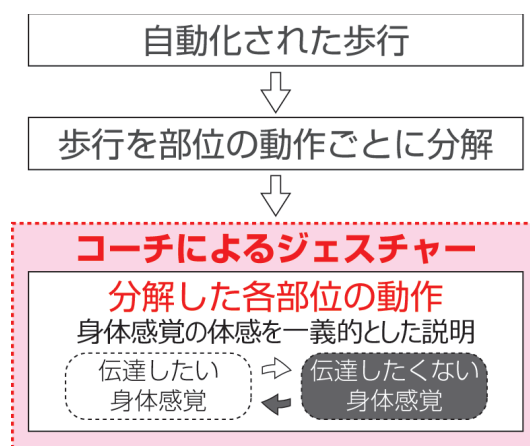 自動化された歩行
歩行を部位の動作ごとに分解
コーチによるジェスチャー
分解した各部位の動作
身体感覚の体感を一義的とした説明
伝達したい
身体感覚
伝達したくない
身体感覚